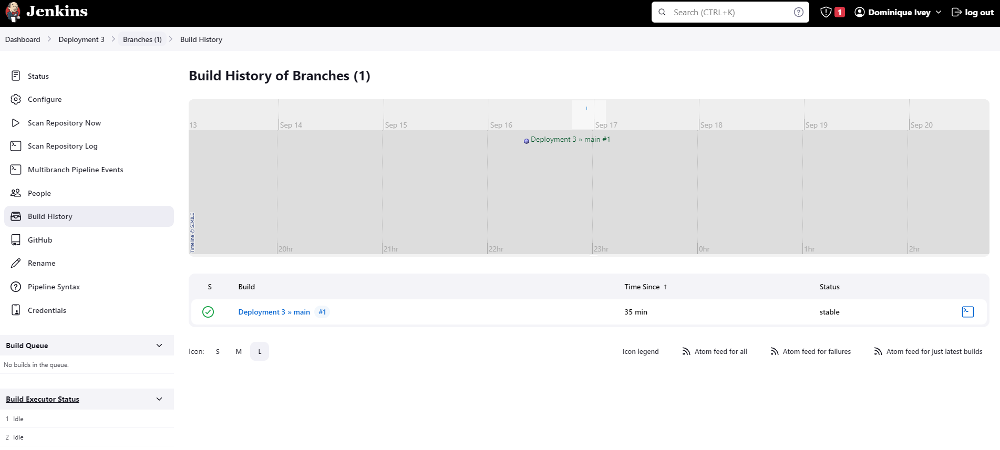 Jenkins
Search (CTRL+K)
1
Dominique Ivey
log out
Dashboard
Deployment 3
Branches (1)
Build History
Status
Configure
Scan Repository Now
Scan Repository Log
Multibranch Pipeline Events
People
Build History
GitHub
Rename
Pipeline Syntax
Credentials
Build Queue
No builds in the queue.
Build Executor Status
1 Idle
2 Idle
Build History of Branches (1)
13 Sep 14 Sep 15 Sep 16 Sep 17 Sep 18 Sep 19 Sep 20
Deployment 3 » main #1
Timeline © SIMILE
20hr 21hr 22hr 23hr 0hr 1hr 2hr
S Build Time Since ↑ Status
Deployment 3 » main #1 35 min stable
Icon: S M L
Icon legend Atom feed for all Atom feed for failures Atom feed for just latest builds